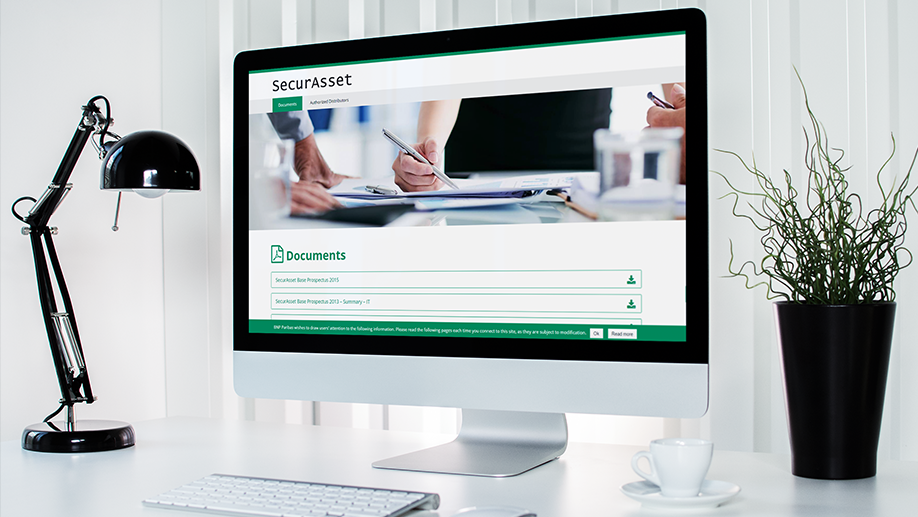 SecurAsset
Documents
Authorized Distributors
Documents
SecurAsset Base Prospectus 2015
SecurAsset Base Prospectus 2013 – Summary – IT
BNP Paribas wishes to draw users' attention to the following information. Please read the following pages each time you connect to this site, as they are subject to modification.
Ok
Read more